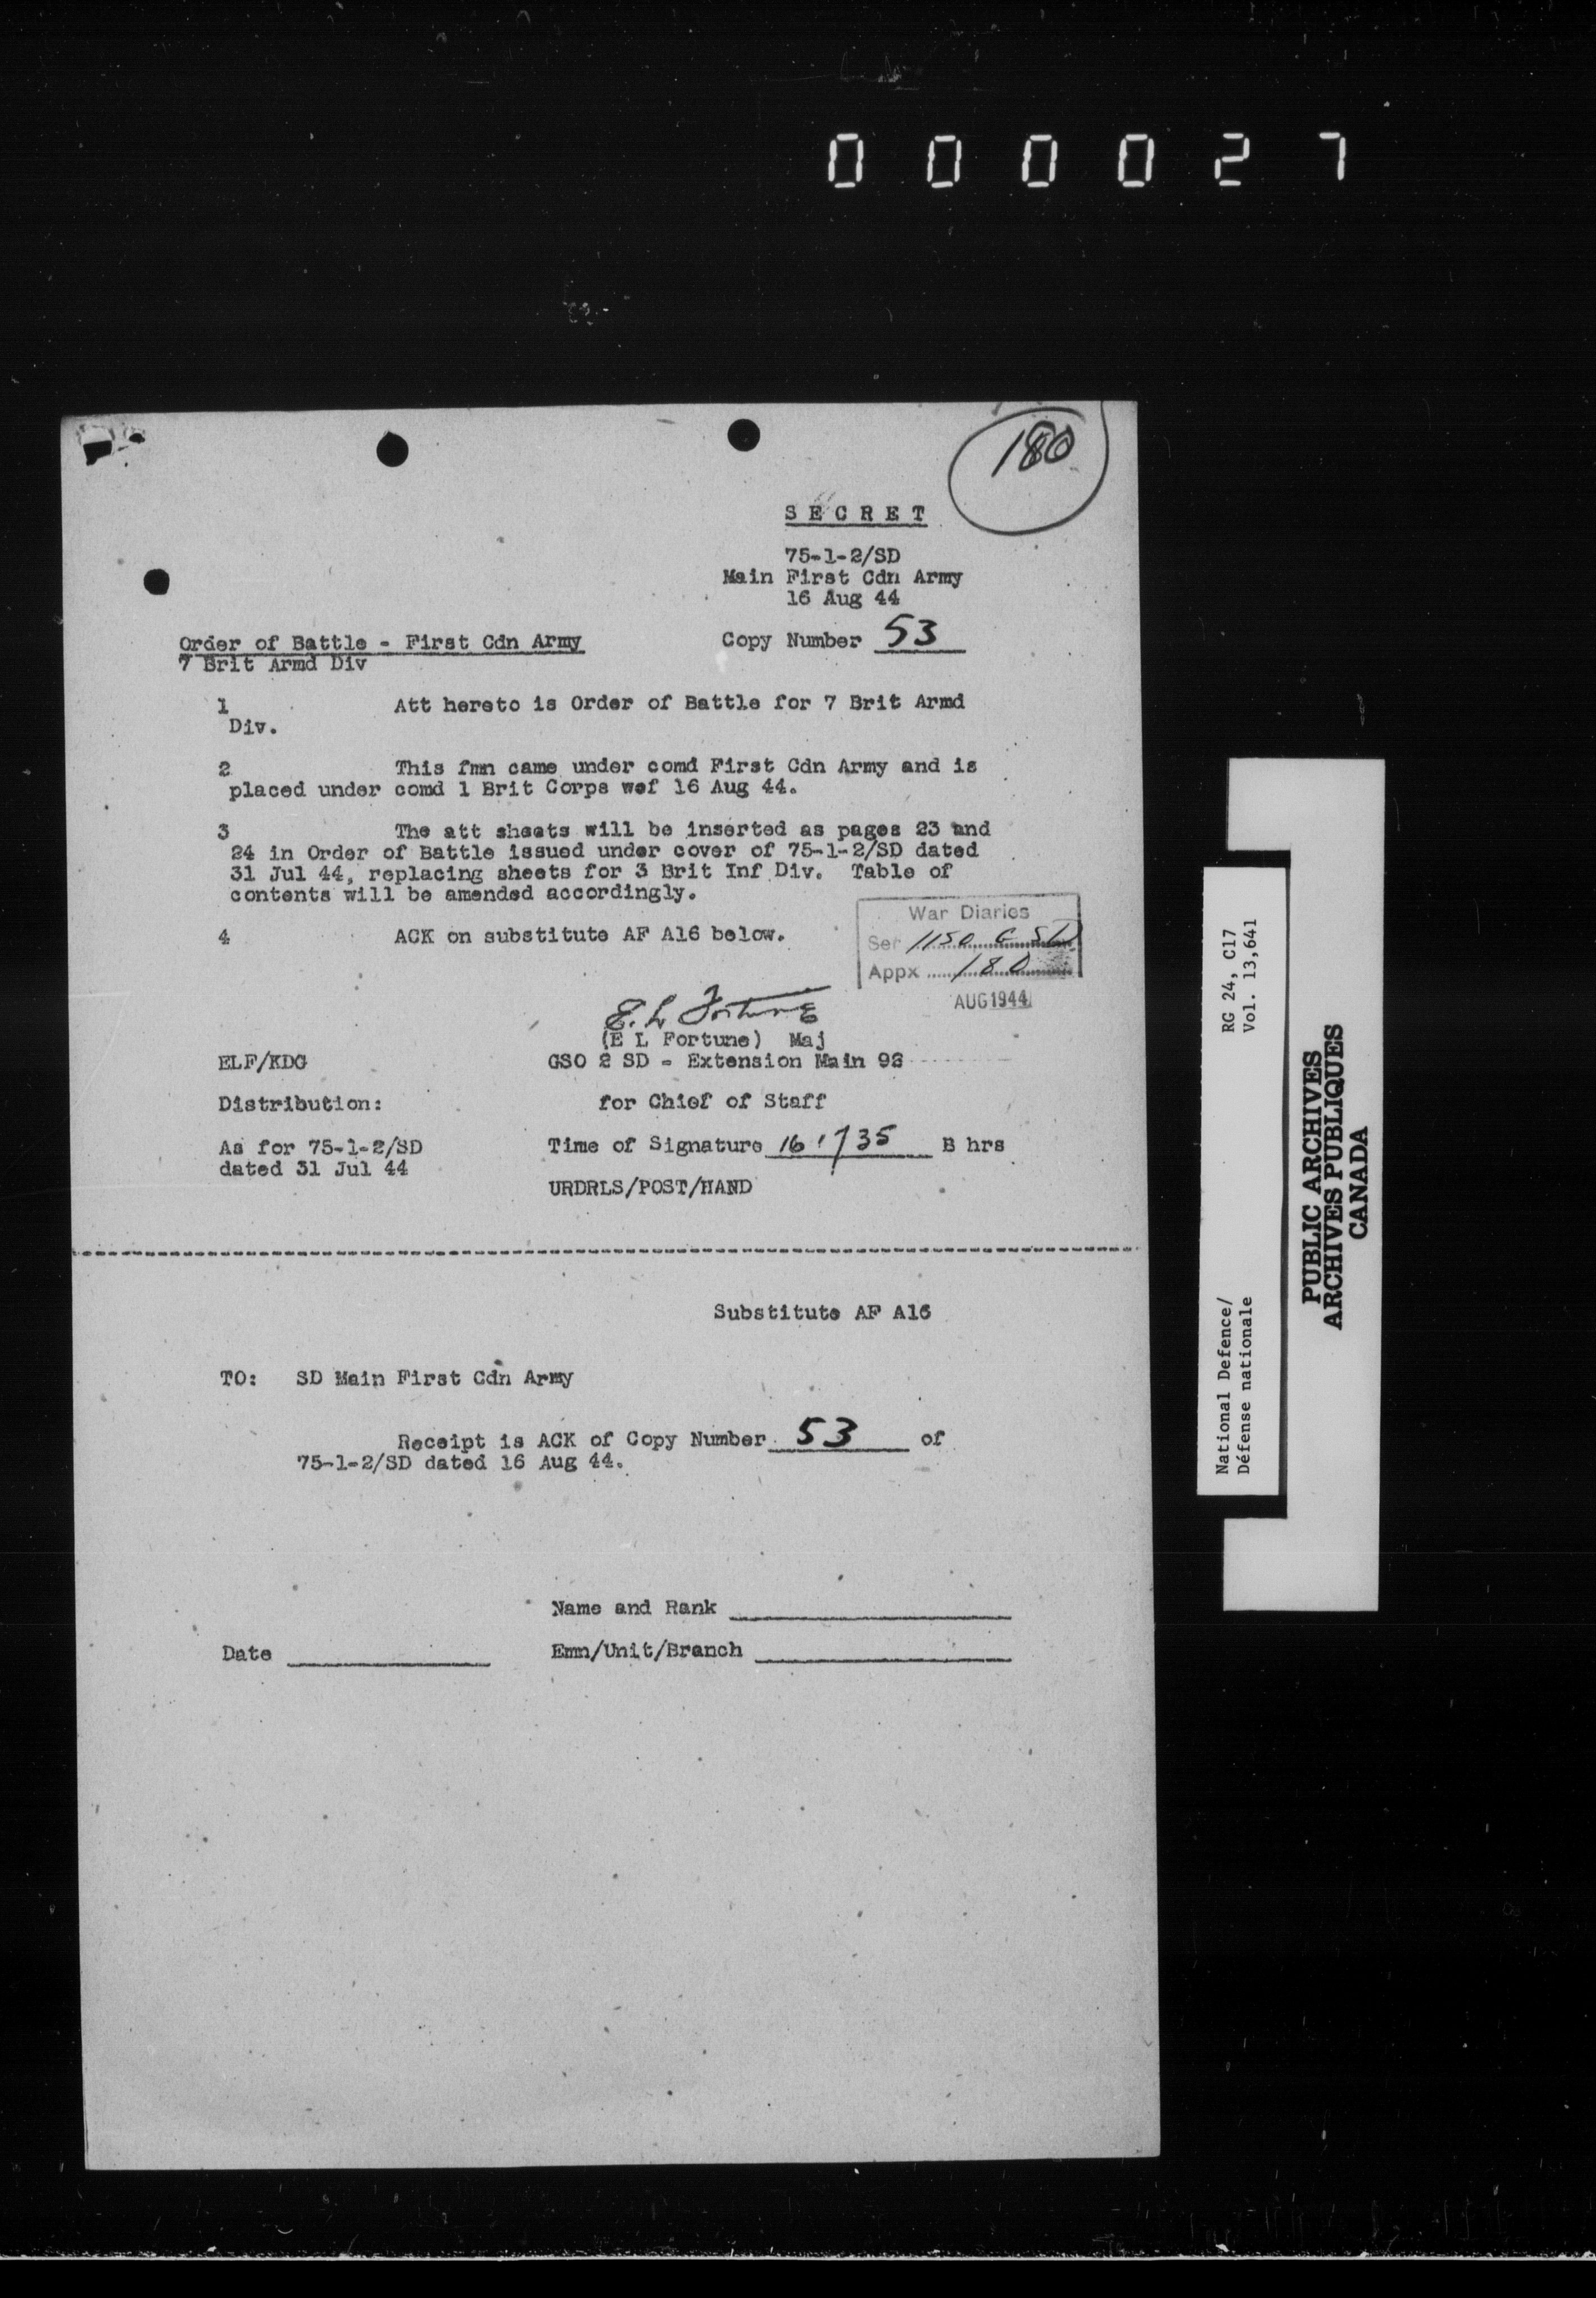 000027
180
SECRET
75-1-2/SD
Main First Cdn Army
16 Aug 44
Order of Battle - First Cdn Army
Copy Number 53
7 Brit Armd Div
1 Att hereto is Order of Battle for 7 Brit Armd
Div.
2 This fmn came under comd First Cdn Army and is
placed under comd 1 Brit Corps wef 16 Aug 44.
3 The att sheets will be inserted as pages 23 and
24 in Order of Battle issued under cover of 75-1-2/SD dated
31 Jul 44, replacing sheets for 3 Brit Inf Div. Table of
contents will be amended accordingly.
4 ACK on substitute AF A16 below.
War Diaries
Ser 1150 G SD
Appx 180
AUG 1944
E. L Fortune
(E L Fortune) Maj
ELF/KDG
GSO 2 SD - Extension Main 93
Distribution:
for Chief of Staff
As for 75-1-2/SD
dated 31 Jul 44
Time of Signature 161735 B hrs
URDRLS/POST/HAND
Substitute AF A16
TO: SD Main First Cdn Army
Receipt is ACK of Copy Number 53 of
75-1-2/SD dated 16 Aug 44.
Name and Rank
Date
Emn/Unit/Branch
National Defence/
Défense nationale
RG 24, C17
Vol. 13,641
PUBLIC ARCHIVES
ARCHIVES PUBLIQUES
CANADA